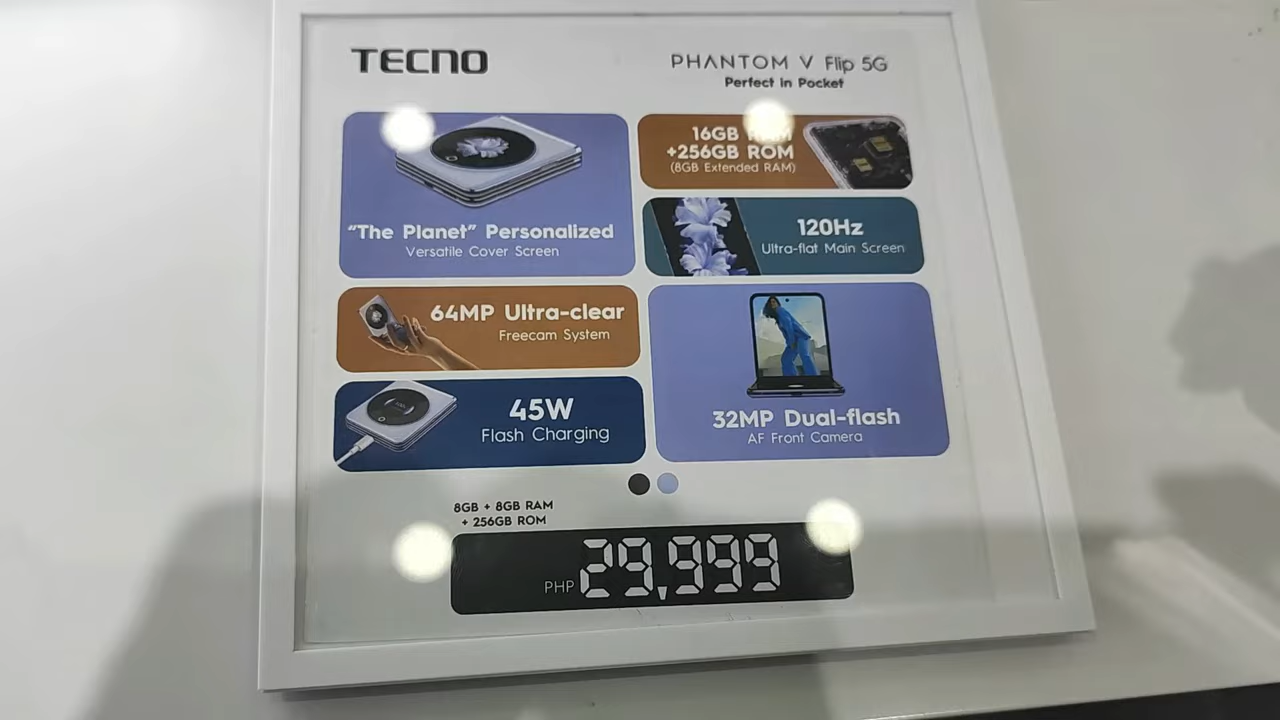 TECNO
PHANTOM V Flip 5G
Perfect in Pocket
"The Planet" Personalized
Versatile Cover Screen
16GB RAM
+256GB ROM
(8GB Extended RAM)
120Hz
Ultra-flat Main Screen
64MP Ultra-clear
Freecam System
45W
Flash Charging
32MP Dual-flash
AF Front Camera
8GB + 8GB RAM
+ 256GB ROM
PHP 29,999